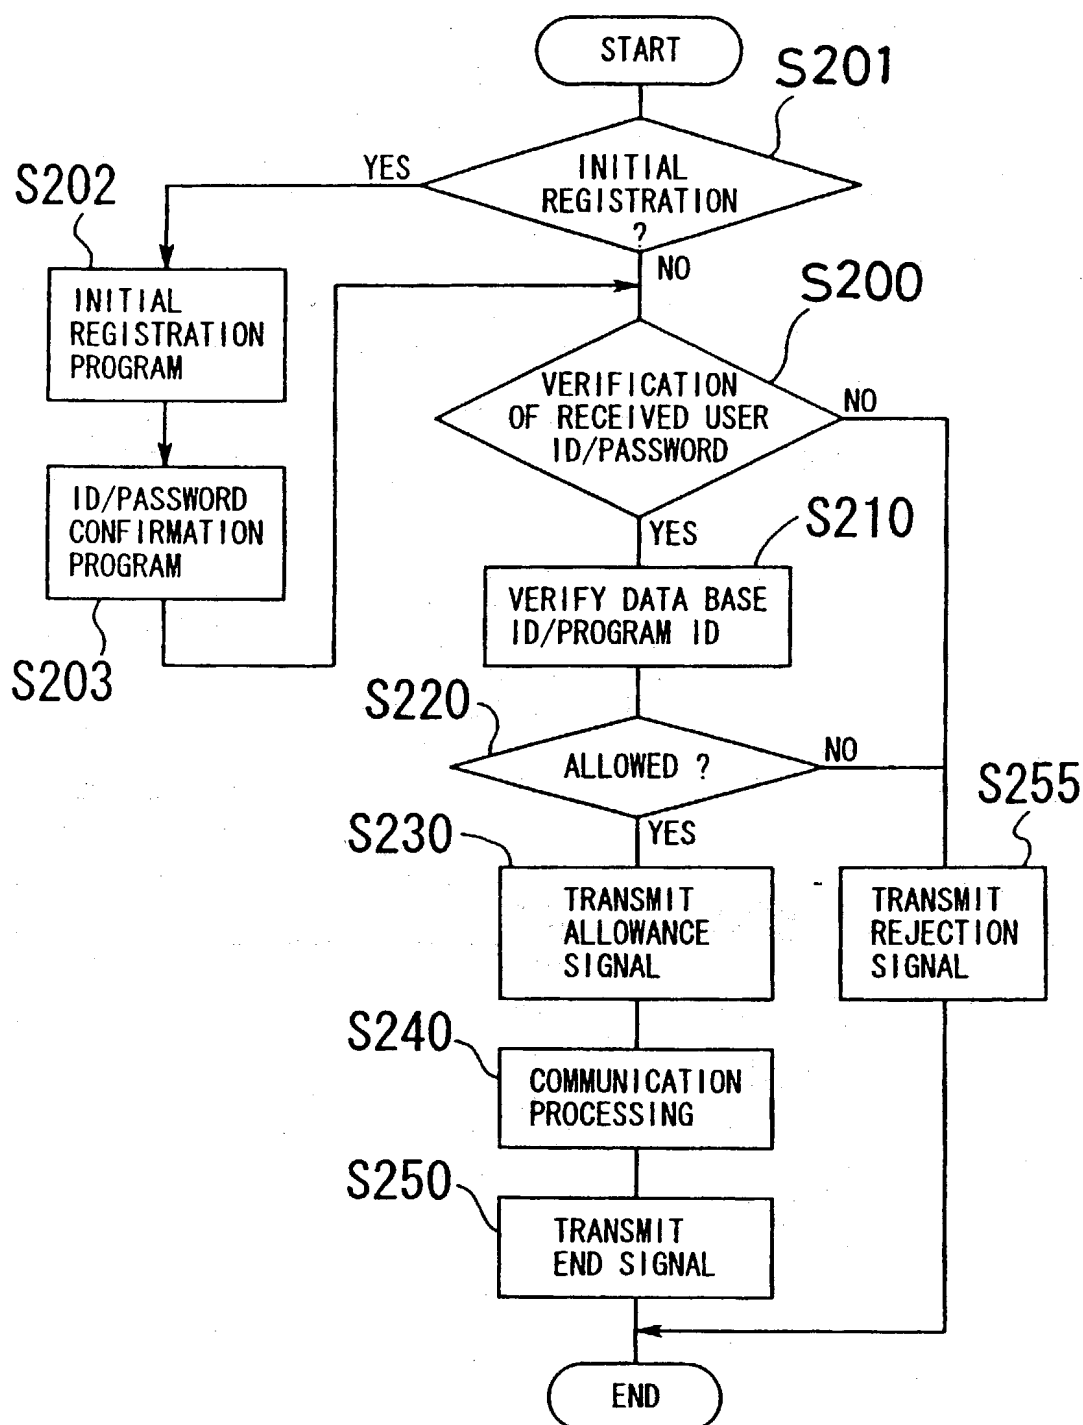 START
S201
INITIAL
REGISTRATION
?
YES
NO
S202
INITIAL
REGISTRATION
PROGRAM
ID/PASSWORD
CONFIRMATION
PROGRAM
S203
S200
VERIFICATION
OF RECEIVED USER
ID/PASSWORD
NO
YES
S210
VERIFY DATA BASE
ID/PROGRAM ID
S220
ALLOWED ?
NO
YES
S230
TRANSMIT
ALLOWANCE
SIGNAL
S255
TRANSMIT
REJECTION
SIGNAL
S240
COMMUNICATION
PROCESSING
S250
TRANSMIT
END SIGNAL
END